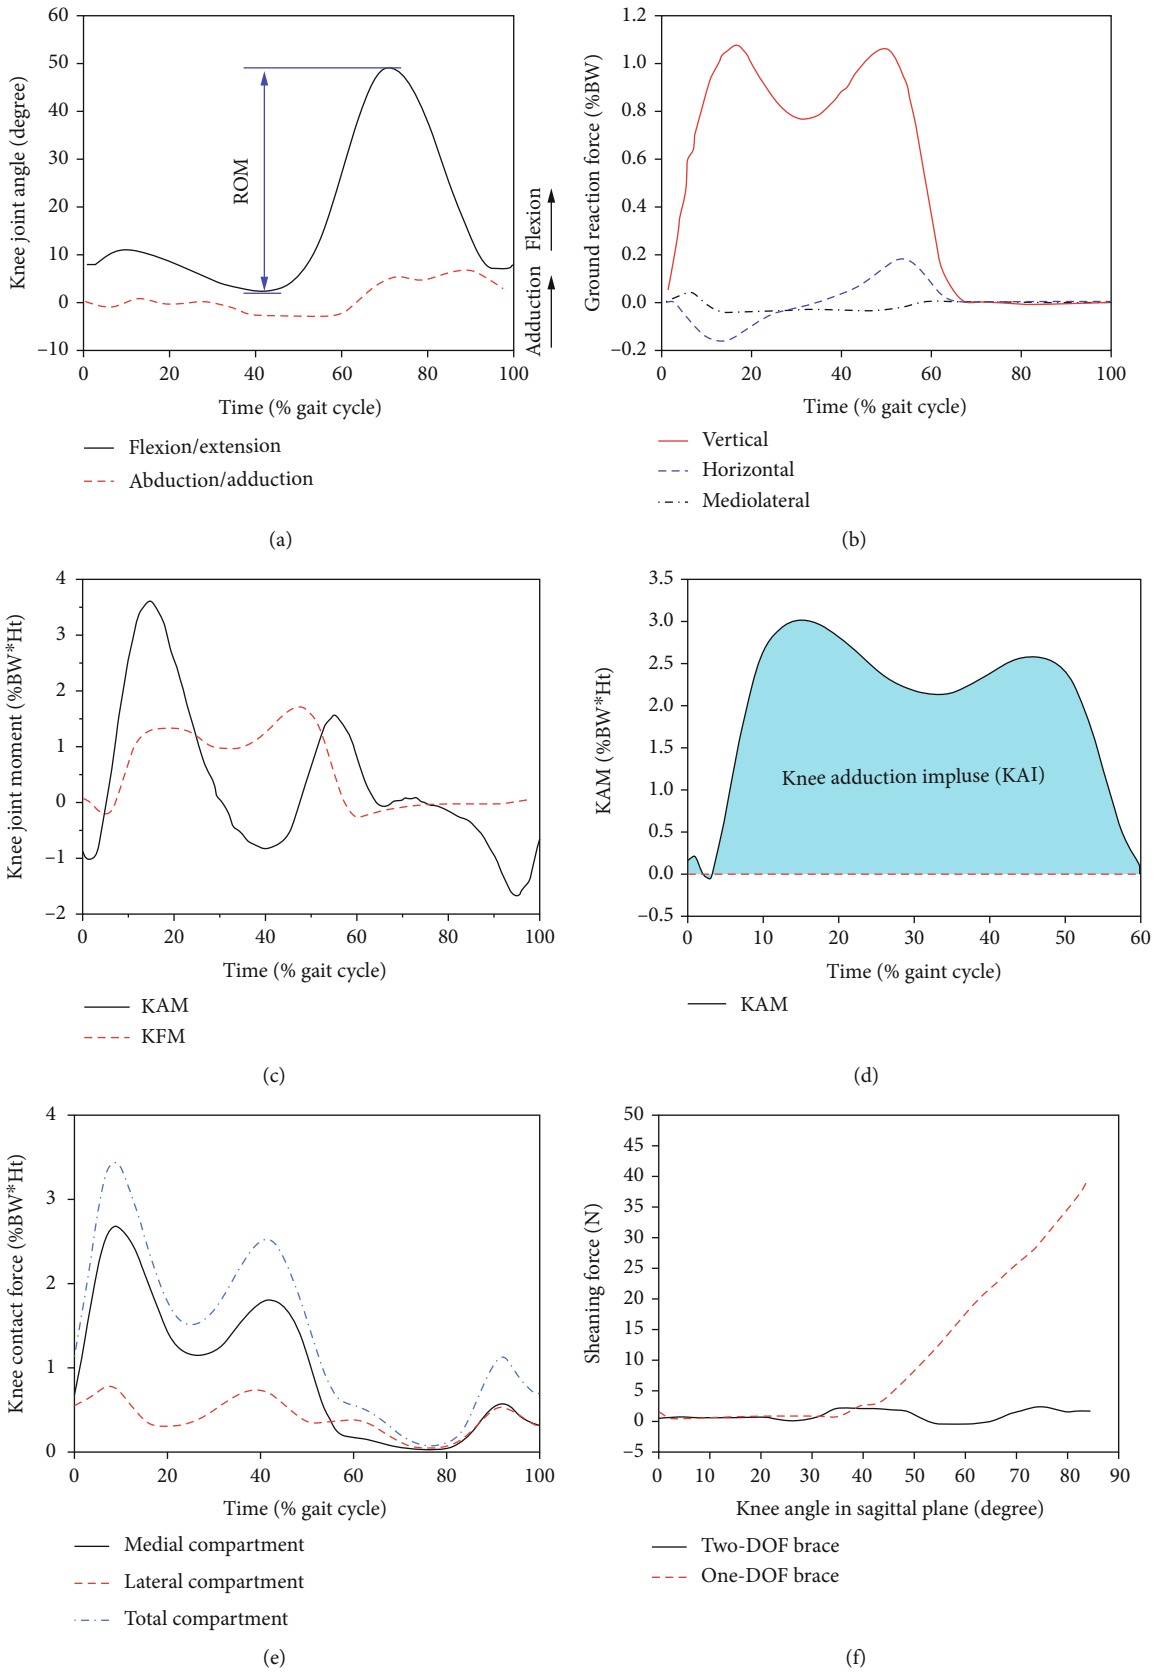 60
50
40
30
20
10
0
−10
Knee joint angle (degree)
ROM
Flexion
Adduction
0 20 40 60 80 100
Time (% gait cycle)
Flexion/extension
Abduction/adduction
(a)
1.2
1.0
0.8
0.6
0.4
0.2
0.0
−0.2
Ground reaction force (%BW)
0 20 40 60 80 100
Time (% gait cycle)
Vertical
Horizontal
Mediolateral
(b)
4
3
2
1
0
−1
−2
Knee joint moment (%BW*Ht)
0 20 40 60 80 100
Time (% gait cycle)
KAM
KFM
(c)
3.5
3.0
2.5
2.0
1.5
1.0
0.5
0.0
−0.5
KAM (%BW*Ht)
Knee adduction impluse (KAI)
0 10 20 30 40 50 60
Time (% gaint cycle)
KAM
(d)
4
3
2
1
0
Knee contact force (%BW*Ht)
0 20 40 60 80 100
Time (% gait cycle)
Medial compartment
Lateral compartment
Total compartment
(e)
50
45
40
35
30
25
20
15
10
5
0
−5
Sheaning force (N)
0 10 20 30 40 50 60 70 80 90
Knee angle in sagittal plane (degree)
Two-DOF brace
One-DOF brace
(f)